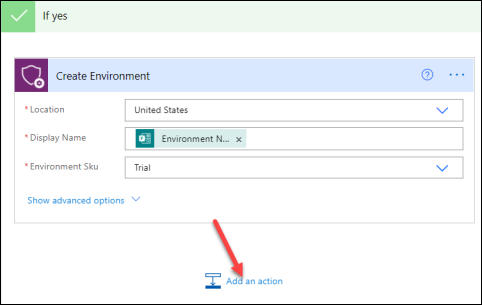 If yes
Create Environment
* Location United States
* Display Name Environment N... ×
* Environment Sku Trial
Show advanced options
Add an action